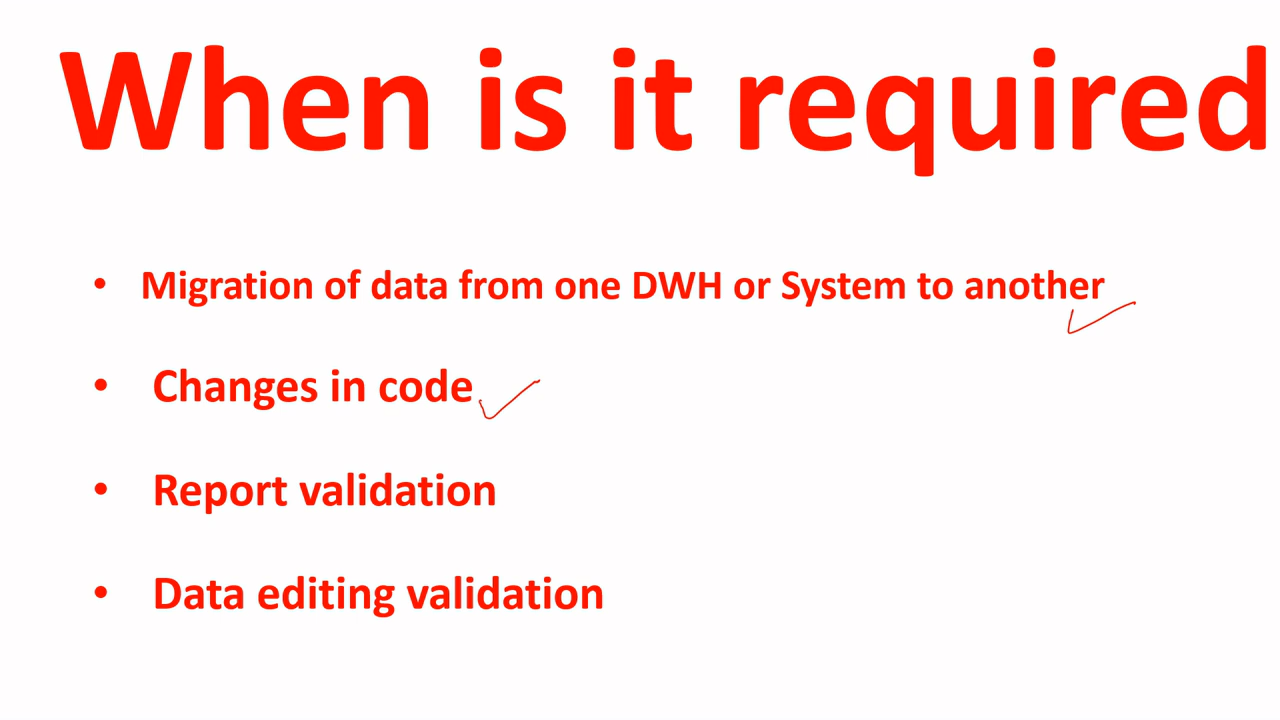 When is it required
• Migration of data from one DWH or System to another
• Changes in code
• Report validation
• Data editing validation